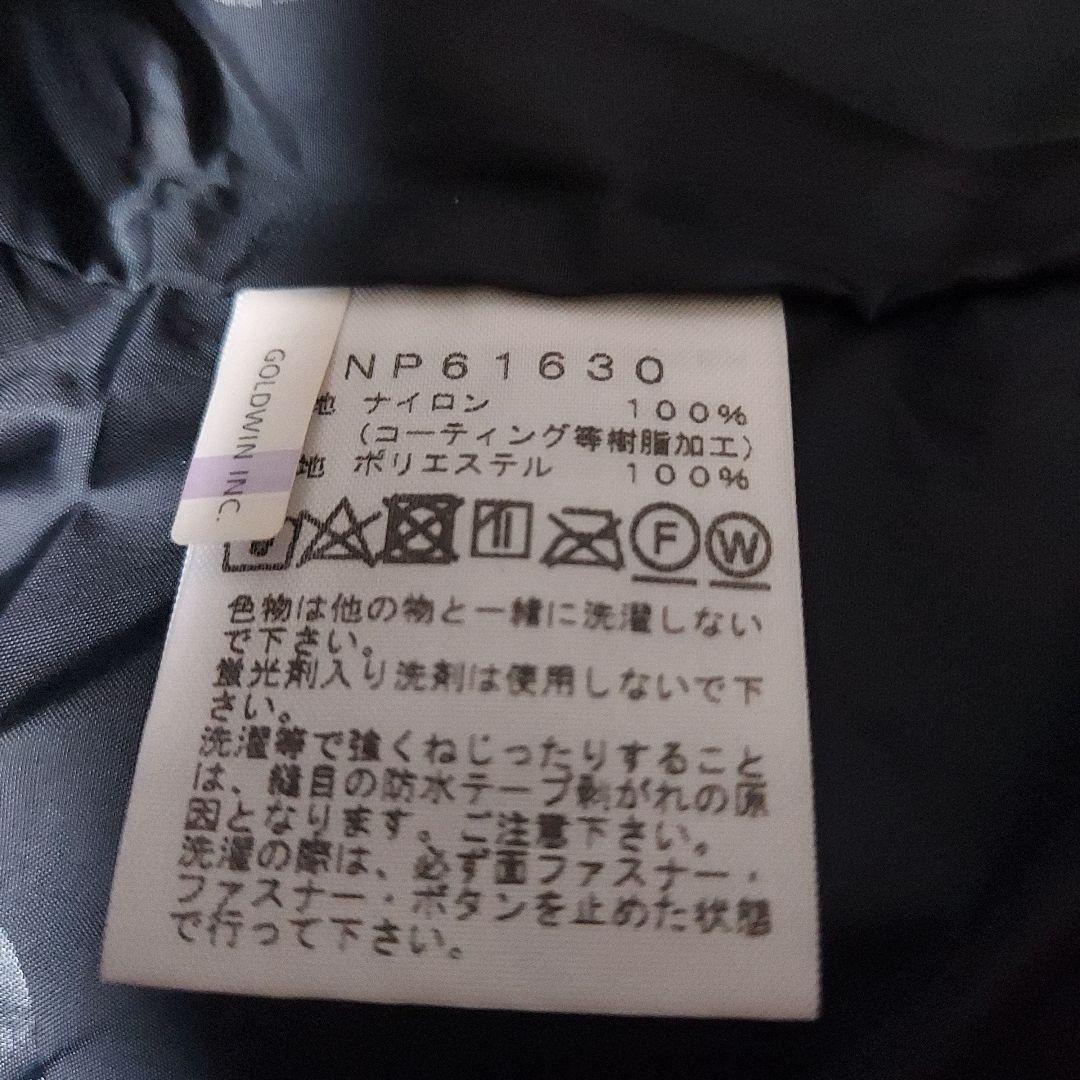 GOLDWIN INC.
NP61630
地 ナイロン 100%
(コーティング等樹脂加工)
地 ポリエステル 100%
F W
色物は他の物と一緒に洗濯しない
で下さい。
蛍光剤入り洗剤は使用しないで下
さい。
洗濯等で強くねじったりすること
は、縫目の防水テープ剥がれの原
因となります。ご注意下さい。
洗濯の際は、必ず面ファスナー・
ファスナー・ボタンを止めた状態
で行って下さい。